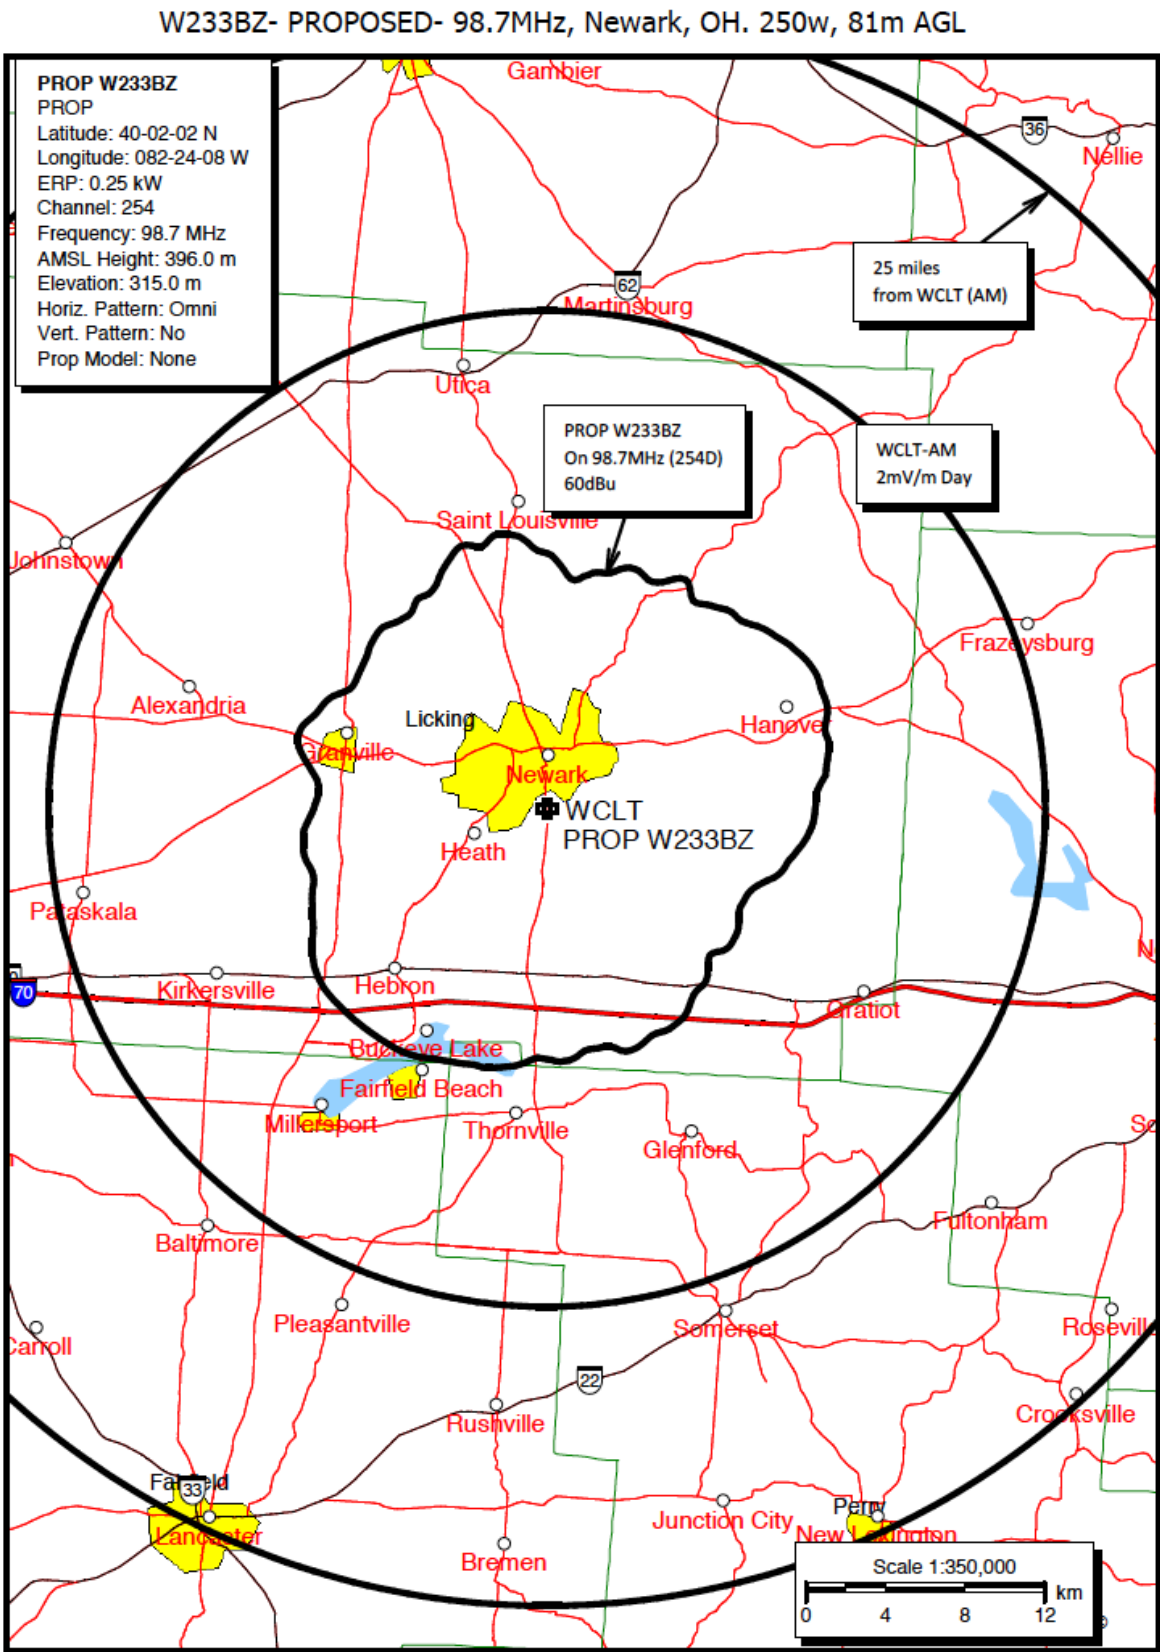 W233BZ- PROPOSED- 98.7MHz, Newark, OH. 250w, 81m AGL
PROP W233BZ
PROP
Latitude: 40-02-02 N
Longitude: 082-24-08 W
ERP: 0.25 kW
Channel: 254
Frequency: 98.7 MHz
AMSL Height: 396.0 m
Elevation: 315.0 m
Horiz. Pattern: Omni
Vert. Pattern: No
Prop Model: None
Gambier
36
Nellie
25 miles
from WCLT (AM)
62
Martinsburg
Utica
PROP W233BZ
On 98.7MHz (254D)
60dBu
WCLT-AM
2mV/m Day
Saint Louisville
Johnstown
Frazeysburg
Alexandria
Licking
Hanove
Granville
Newark
WCLT
PROP W233BZ
Heath
Pataskala
Kirkersville
Hebron
70
Gratiot
Buckeye Lake
Fairfield Beach
Millersport
Thornville
Glenford
So
Fultonham
Baltimore
Pleasantville
Somerset
Roseville
Carroll
22
Rushville
Crooksville
Fairfield
33
Lancaster
Junction City
Perry
New Lexington
Bremen
Scale 1:350,000
km
0 4 8 12